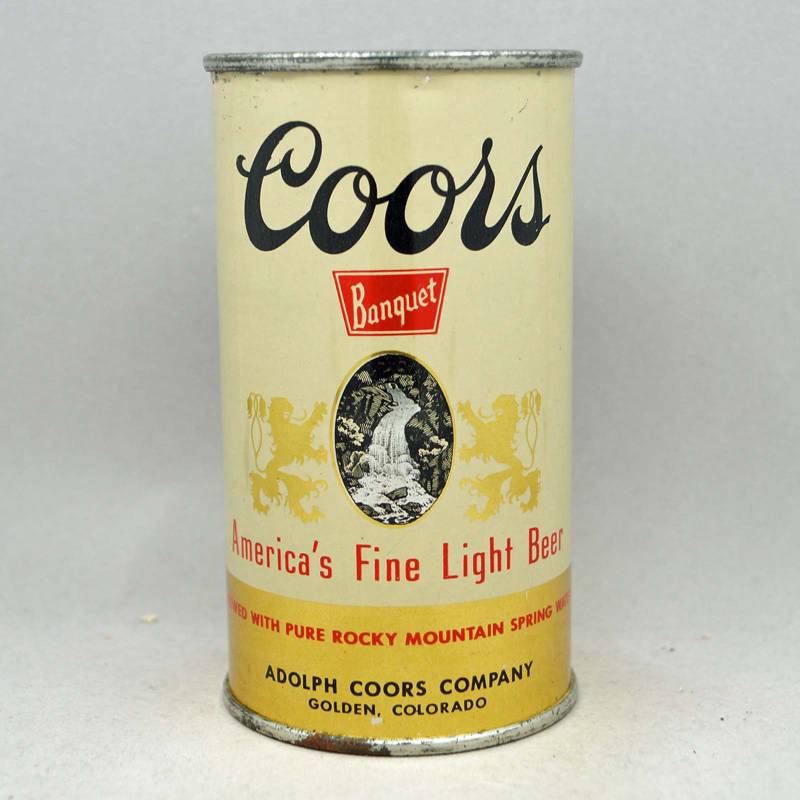 Coors
Banquet
America's Fine Light Beer
WITH PURE ROCKY MOUNTAIN SPRING
ADOLPH COORS COMPANY
GOLDEN, COLORADO